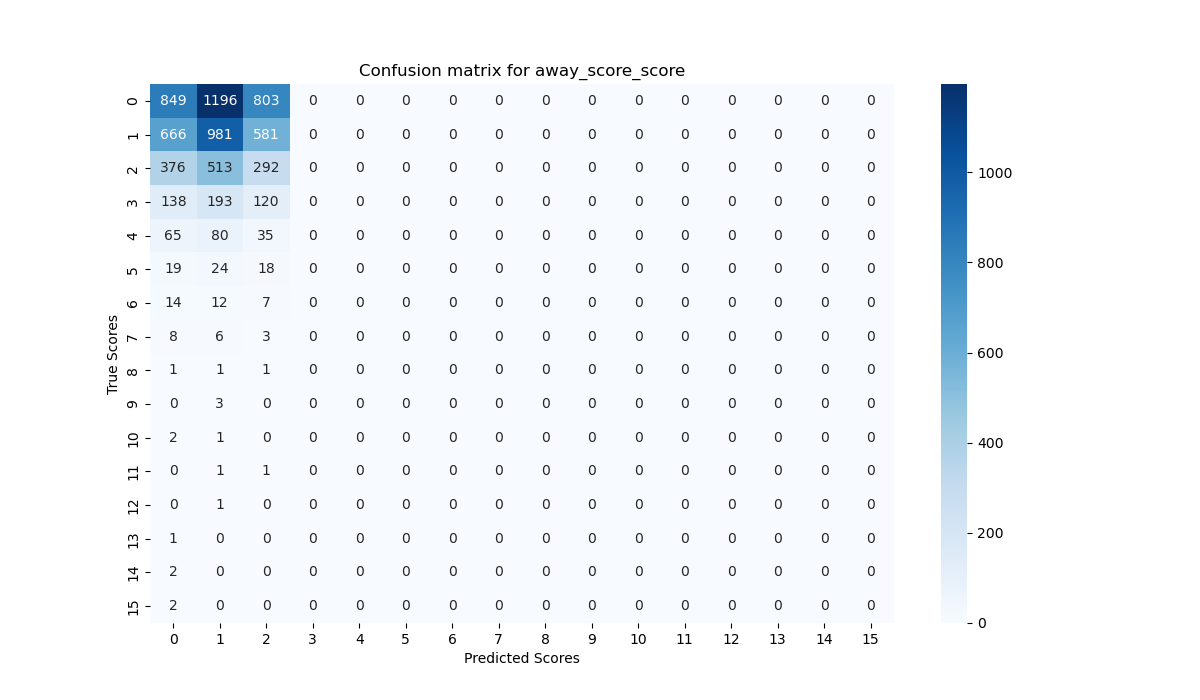 Confusion matrix for away_score_score
0 849 1196 803 0 0 0 0 0 0 0 0 0 0 0 0 0
1 666 981 581 0 0 0 0 0 0 0 0 0 0 0 0 0
2 376 513 292 0 0 0 0 0 0 0 0 0 0 0 0 0
3 138 193 120 0 0 0 0 0 0 0 0 0 0 0 0 0
4 65 80 35 0 0 0 0 0 0 0 0 0 0 0 0 0
5 19 24 18 0 0 0 0 0 0 0 0 0 0 0 0 0
6 14 12 7 0 0 0 0 0 0 0 0 0 0 0 0 0
7 8 6 3 0 0 0 0 0 0 0 0 0 0 0 0 0
8 1 1 1 0 0 0 0 0 0 0 0 0 0 0 0 0
9 0 3 0 0 0 0 0 0 0 0 0 0 0 0 0 0
10 2 1 0 0 0 0 0 0 0 0 0 0 0 0 0 0
11 0 1 1 0 0 0 0 0 0 0 0 0 0 0 0 0
12 0 1 0 0 0 0 0 0 0 0 0 0 0 0 0 0
13 1 0 0 0 0 0 0 0 0 0 0 0 0 0 0 0
14 2 0 0 0 0 0 0 0 0 0 0 0 0 0 0 0
15 2 0 0 0 0 0 0 0 0 0 0 0 0 0 0 0
0 1 2 3 4 5 6 7 8 9 10 11 12 13 14 15
Predicted Scores
True Scores
1000
800
600
400
200
0